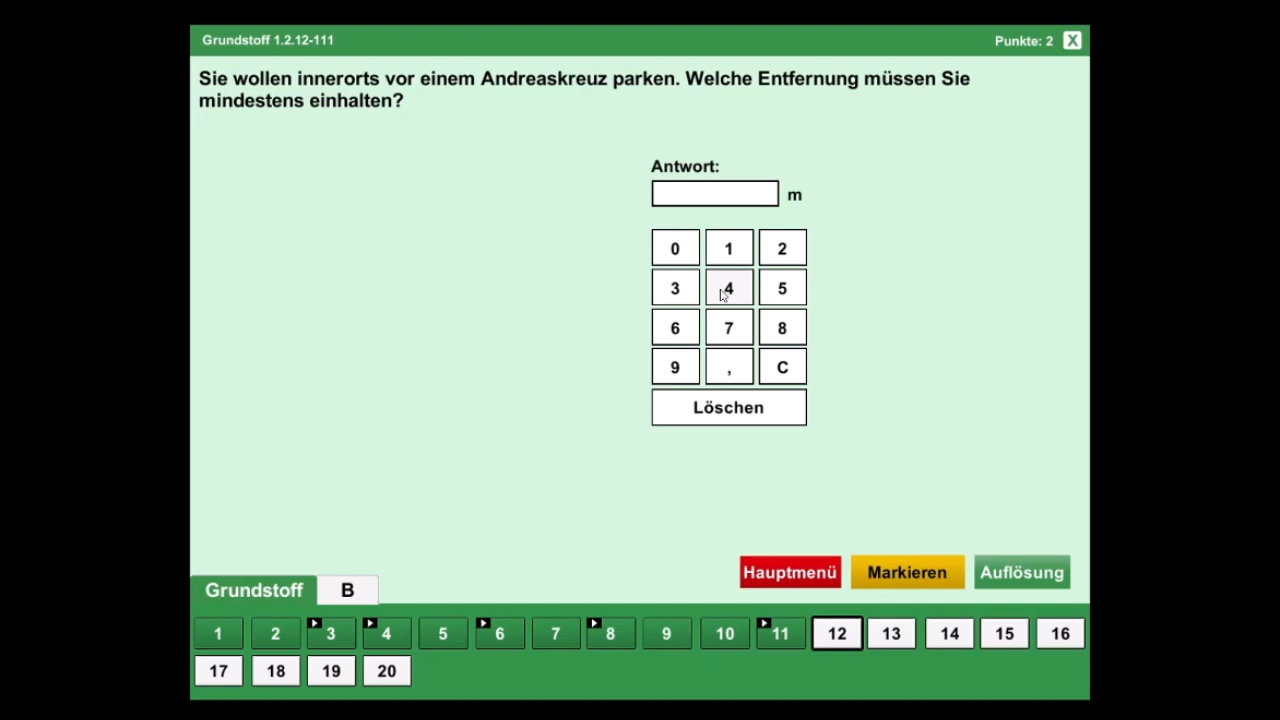 Grundstoff 1.2.12-111
Punkte: 2 X
Sie wollen innerorts vor einem Andreaskreuz parken. Welche Entfernung müssen Sie
mindestens einhalten?
Antwort:
m
0 1 2
3 4 5
6 7 8
9 , C
Löschen
Hauptmenü Markieren Auflösung
Grundstoff B
1 2 3 4 5 6 7 8 9 10 11 12 13 14 15 16
17 18 19 20